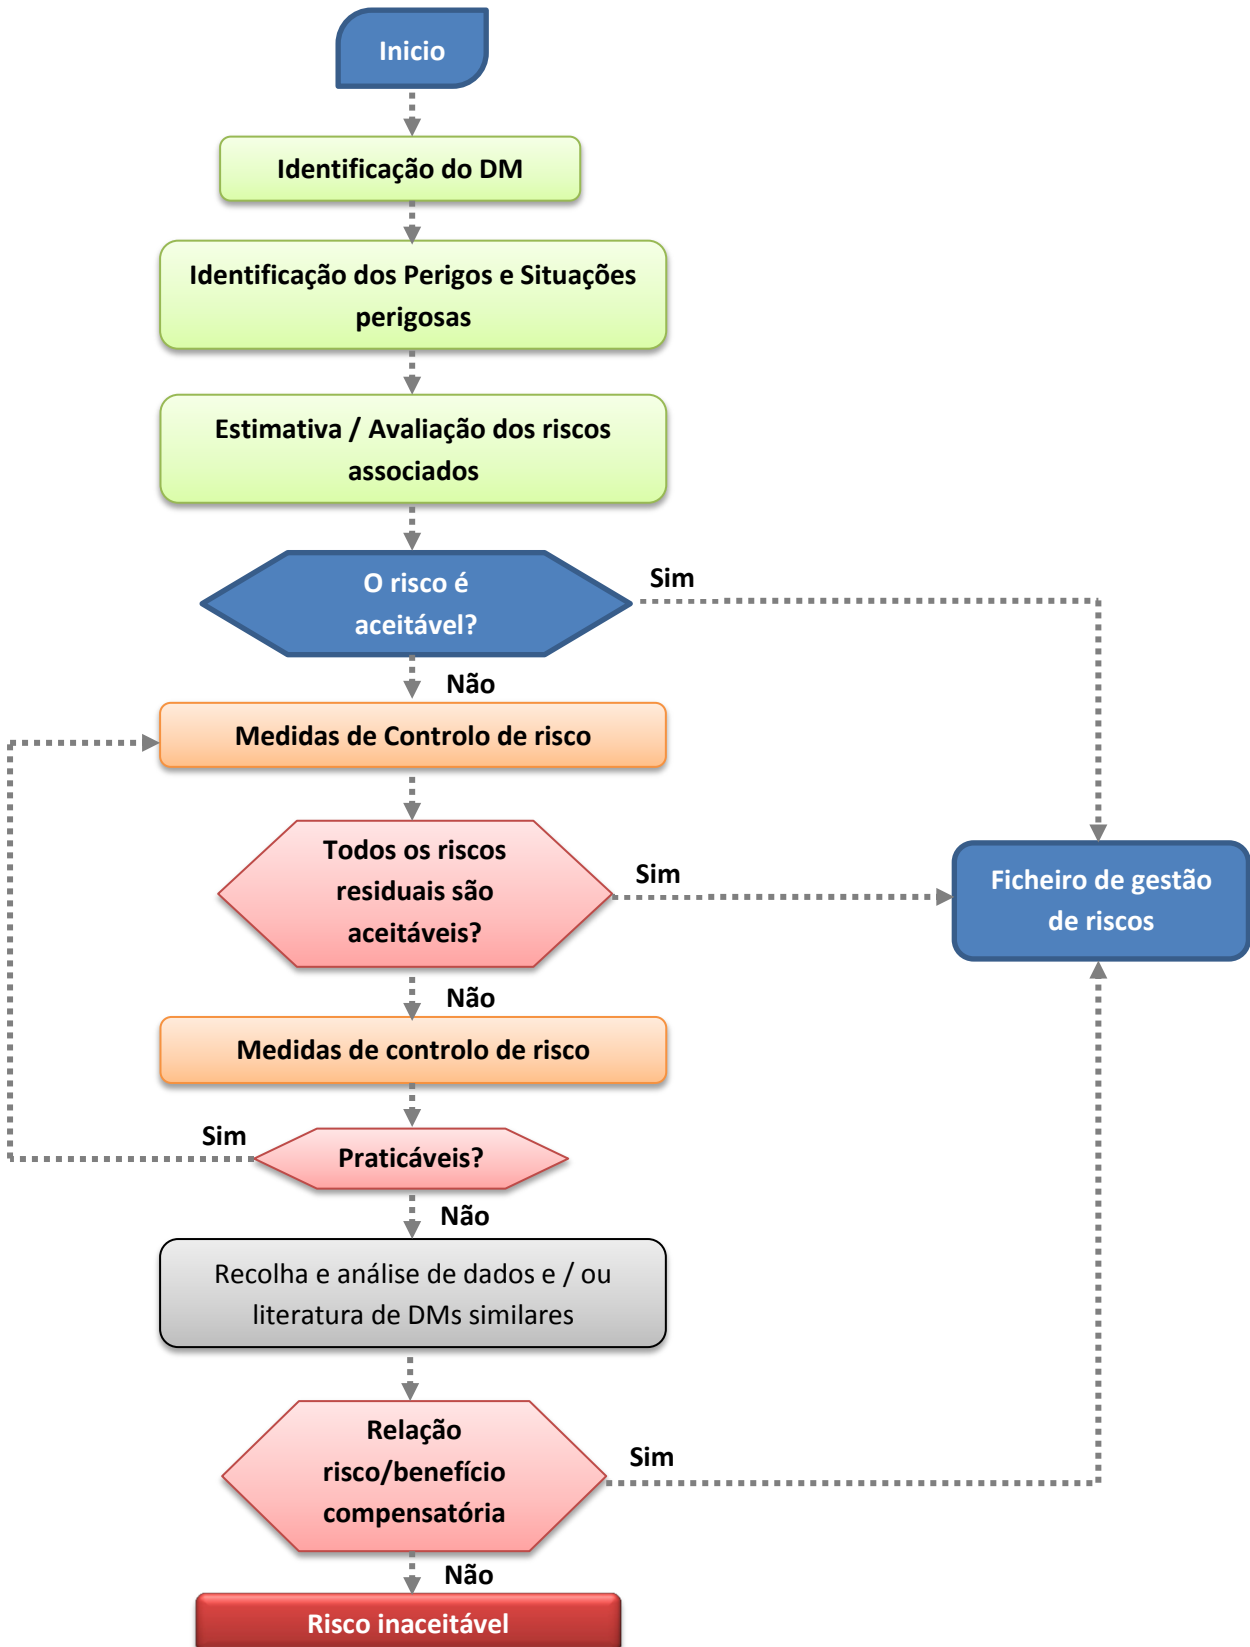 Inicio
Identificação do DM
Identificação dos Perigos e Situações
perigosas
Estimativa / Avaliação dos riscos
associados
O risco é
aceitável?
Sim
Não
Medidas de Controlo de risco
Todos os riscos
residuais são
aceitáveis?
Sim
Ficheiro de gestão
de riscos
Não
Medidas de controlo de risco
Sim
Praticáveis?
Não
Recolha e análise de dados e / ou
literatura de DMs similares
Relação
risco/benefício
compensatória
Sim
Não
Risco inaceitável